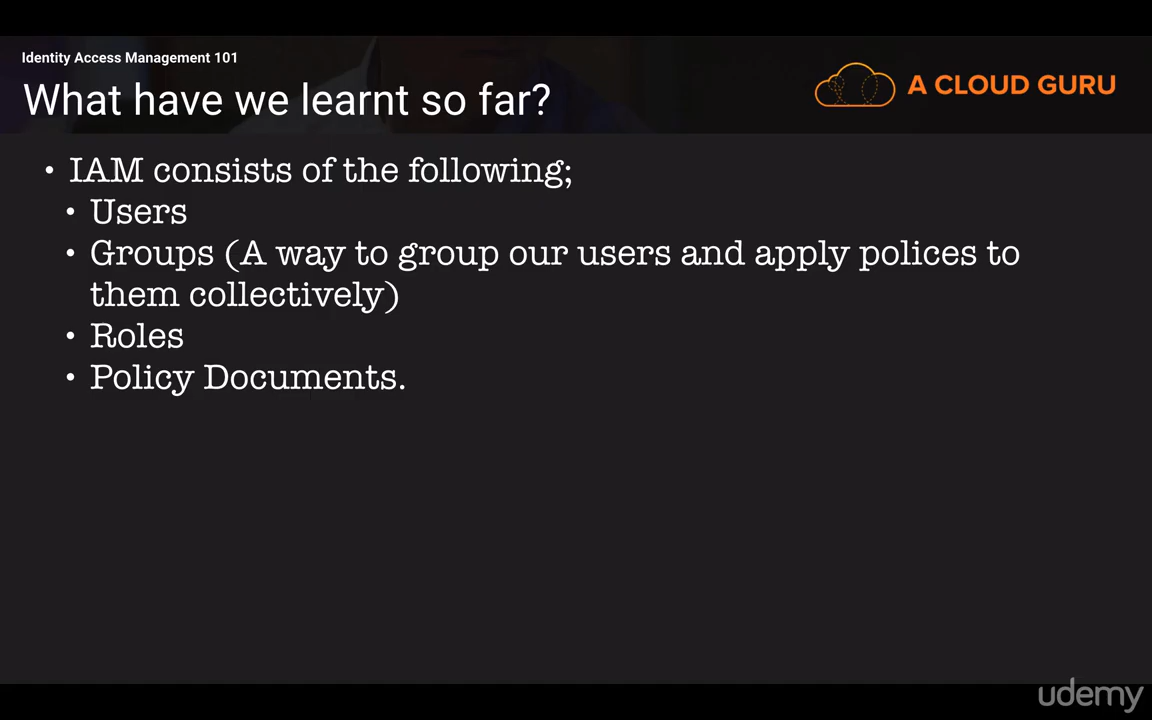 Identity Access Management 101
What have we learnt so far?
A CLOUD GURU
• IAM consists of the following;
• Users
• Groups (A way to group our users and apply polices to
them collectively)
• Roles
• Policy Documents.
udemy